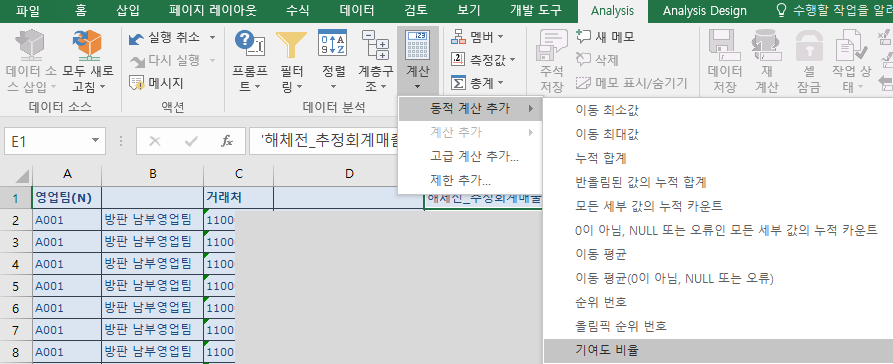 파일 홈 삽입 페이지 레이아웃 수식 데이터 검토 보기 개발 도구 Analysis Analysis Design 수행할 작업을 알려
데이터 소스 삽입
모두 새로 고침
실행 취소
다시 실행
메시지
프롬프트
필터링
정렬
계층구조
계산
멤버
측정값
총계
주석 저장
새 메모
삭제
메모 표시/숨기기
데이터 저장
재 계산
셀 잠금
작업 상태
데이터 소스 액션 데이터 분석
동적 계산 추가
계산 추가
고급 계산 추가...
제한 추가...
이동 최소값
이동 최대값
누적 합계
반올림된 값의 누적 합계
모든 세부 값의 누적 카운트
0이 아님, NULL 또는 오류인 모든 세부 값의 누적 카운트
이동 평균
이동 평균(0이 아님, NULL 또는 오류)
순위 번호
올림픽 순위 번호
기여도 비율
E1 fx '해체전_추정회계매출
A B C D
1 영업팀(N) 거래처 해체전_추정회계매출
2 A001 방판 남부영업팀 1100
3 A001 방판 남부영업팀 1100
4 A001 방판 남부영업팀 1100
5 A001 방판 남부영업팀 1100
6 A001 방판 남부영업팀 1100
7 A001 방판 남부영업팀 1100
8 A001 방판 남부영업팀 1100